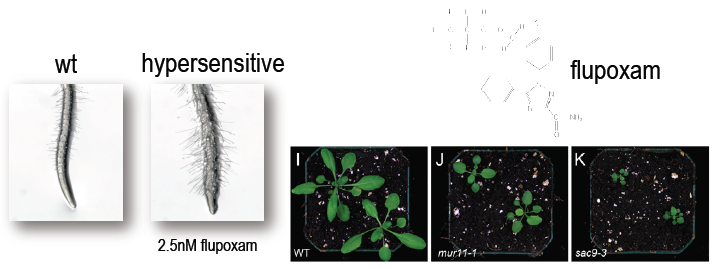 wt
hypersensitive
flupoxam
N
C
NH₂
O
I
J
K
WT
mur11-1
sac9-3
2.5nM flupoxam